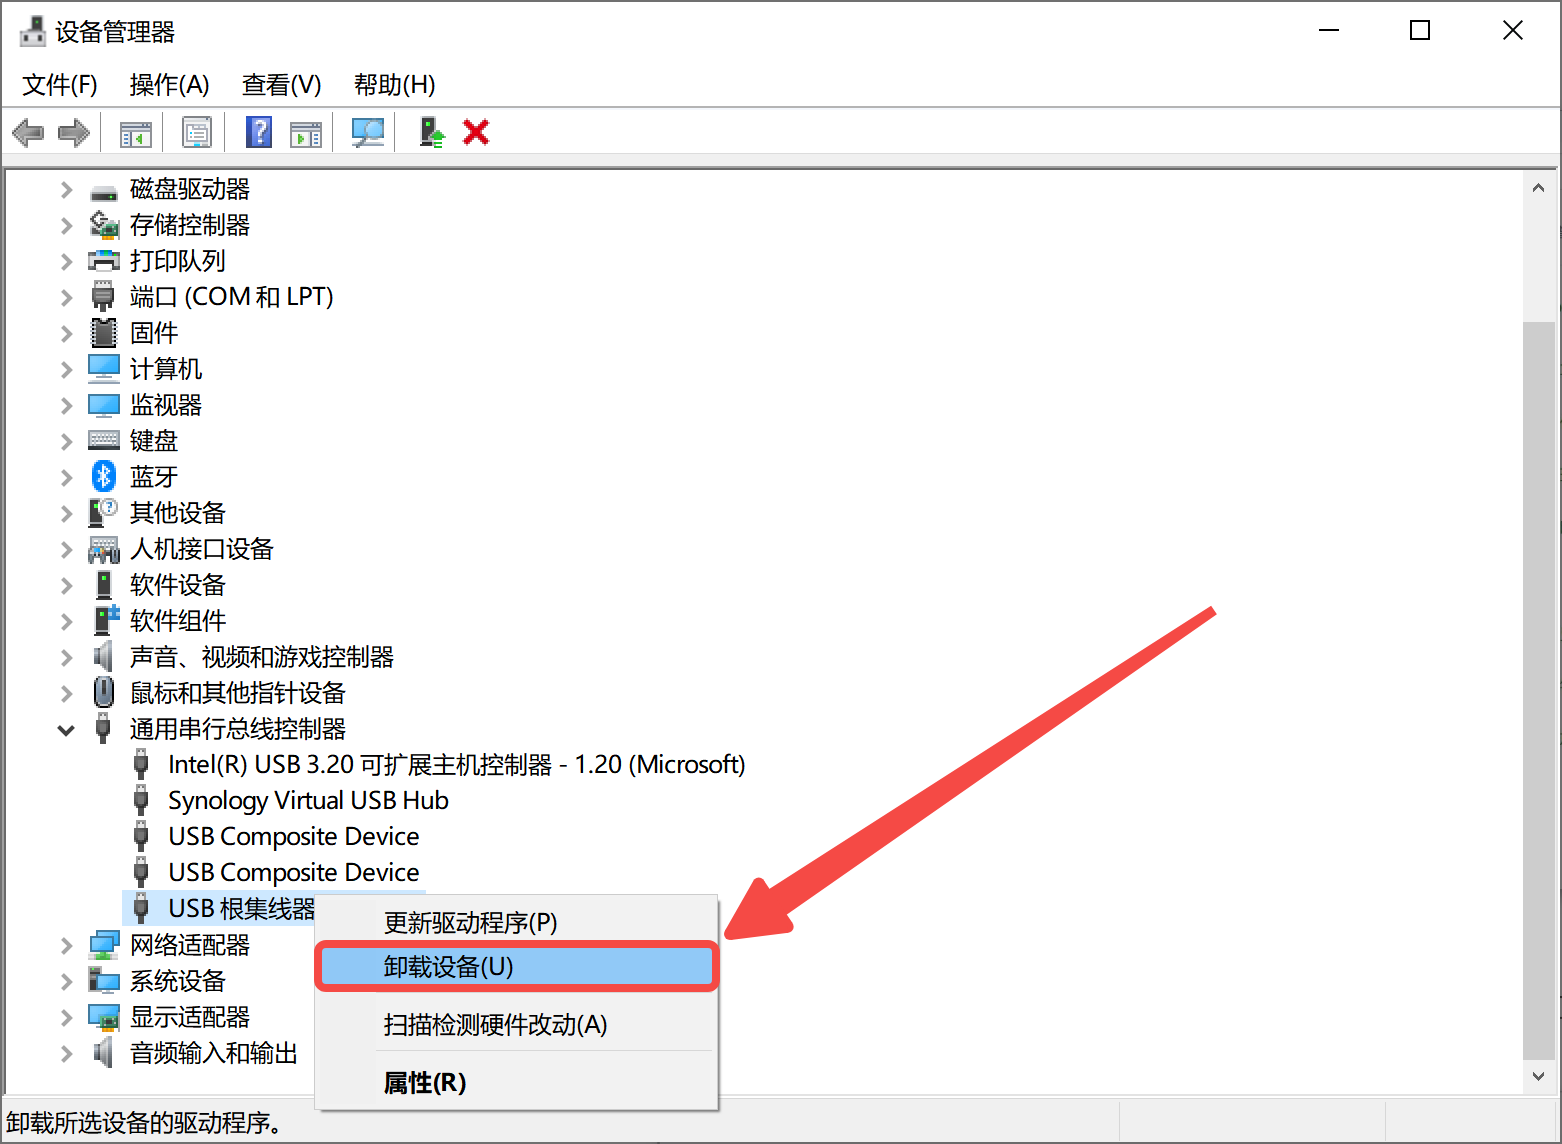 设备管理器
文件(F) 操作(A) 查看(V) 帮助(H)
磁盘驱动器
存储控制器
打印队列
端口 (COM 和 LPT)
固件
计算机
监视器
键盘
蓝牙
其他设备
人机接口设备
软件设备
软件组件
声音、视频和游戏控制器
鼠标和其他指针设备
通用串行总线控制器
Intel(R) USB 3.20 可扩展主机控制器 - 1.20 (Microsoft)
Synology Virtual USB Hub
USB Composite Device
USB Composite Device
USB 根集线器
网络适配器
系统设备
显示适配器
音频输入和输出
更新驱动程序(P)
卸载设备(U)
扫描检测硬件改动(A)
属性(R)
卸载所选设备的驱动程序。